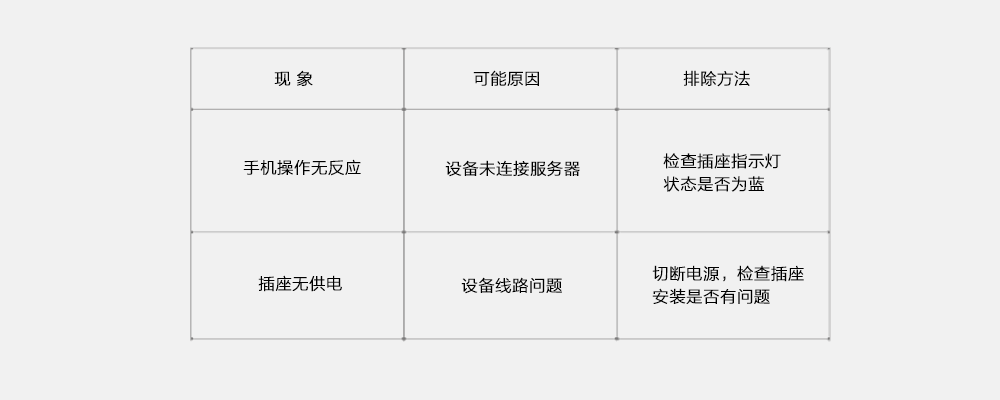 现 象
可能原因
排除方法
手机操作无反应
设备未连接服务器
检查插座指示灯
状态是否为蓝
插座无供电
设备线路问题
切断电源，检查插座
安装是否有问题